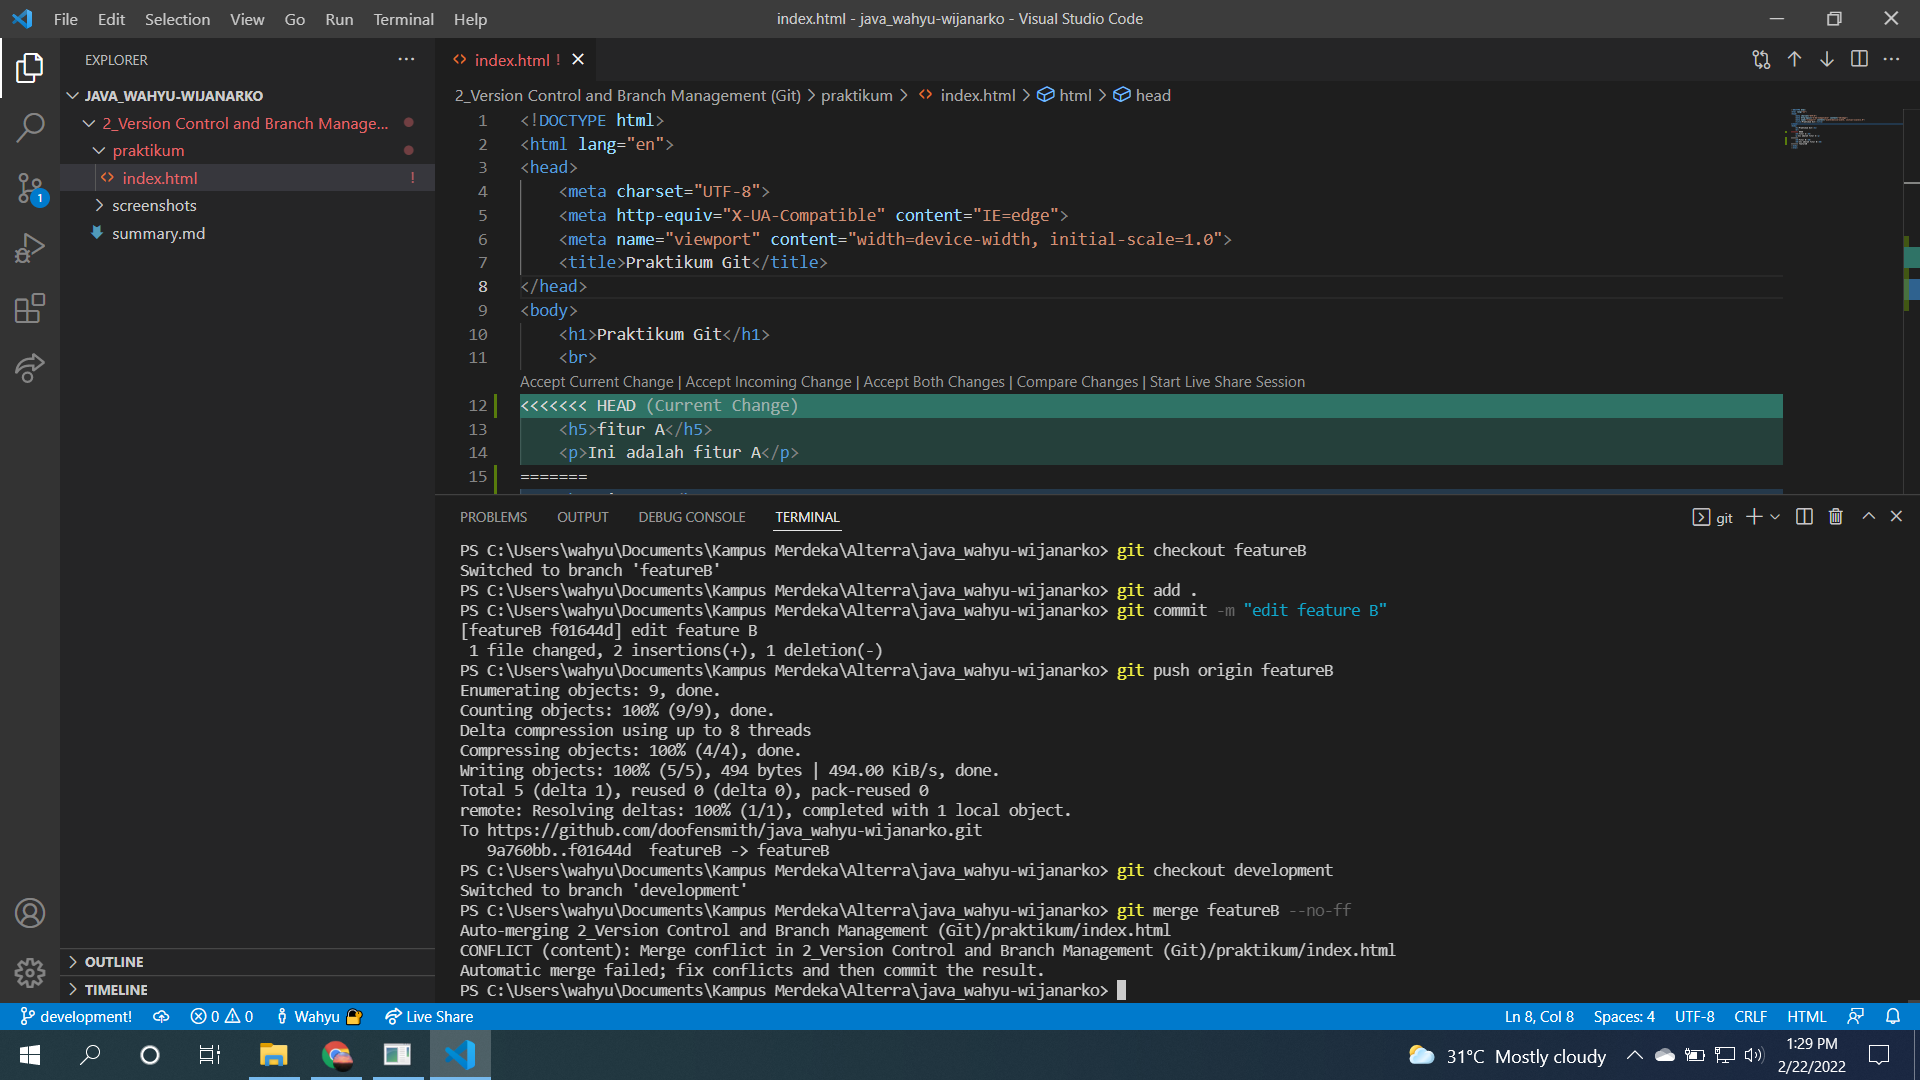 File Edit Selection View Go Run Terminal Help
index.html - java_wahyu-wijanarko - Visual Studio Code
EXPLORER
JAVA_WAHYU-WIJANARKO
2_Version Control and Branch Manage...
praktikum
index.html !
screenshots
summary.md
1
OUTLINE
TIMELINE
index.html !
2_Version Control and Branch Management (Git) > praktikum > index.html > html > head
1 <!DOCTYPE html>
2 <html lang="en">
3 <head>
4 <meta charset="UTF-8">
5 <meta http-equiv="X-UA-Compatible" content="IE=edge">
6 <meta name="viewport" content="width=device-width, initial-scale=1.0">
7 <title>Praktikum Git</title>
8 </head>
9 <body>
10 <h1>Praktikum Git</h1>
11 <br>
Accept Current Change | Accept Incoming Change | Accept Both Changes | Compare Changes | Start Live Share Session
12 <<<<<<< HEAD (Current Change)
13 <h5>fitur A</h5>
14 <p>Ini adalah fitur A</p>
15 =======
PROBLEMS OUTPUT DEBUG CONSOLE TERMINAL
git
PS C:\Users\wahyu\Documents\Kampus Merdeka\Alterra\java_wahyu-wijanarko> git checkout featureB
Switched to branch 'featureB'
PS C:\Users\wahyu\Documents\Kampus Merdeka\Alterra\java_wahyu-wijanarko> git add .
PS C:\Users\wahyu\Documents\Kampus Merdeka\Alterra\java_wahyu-wijanarko> git commit -m "edit feature B"
[featureB f01644d] edit feature B
1 file changed, 2 insertions(+), 1 deletion(-)
PS C:\Users\wahyu\Documents\Kampus Merdeka\Alterra\java_wahyu-wijanarko> git push origin featureB
Enumerating objects: 9, done.
Counting objects: 100% (9/9), done.
Delta compression using up to 8 threads
Compressing objects: 100% (4/4), done.
Writing objects: 100% (5/5), 494 bytes | 494.00 KiB/s, done.
Total 5 (delta 1), reused 0 (delta 0), pack-reused 0
remote: Resolving deltas: 100% (1/1), completed with 1 local object.
To https://github.com/doofensmith/java_wahyu-wijanarko.git
9a760bb..f01644d featureB -> featureB
PS C:\Users\wahyu\Documents\Kampus Merdeka\Alterra\java_wahyu-wijanarko> git checkout development
Switched to branch 'development'
PS C:\Users\wahyu\Documents\Kampus Merdeka\Alterra\java_wahyu-wijanarko> git merge featureB --no-ff
Auto-merging 2_Version Control and Branch Management (Git)/praktikum/index.html
CONFLICT (content): Merge conflict in 2_Version Control and Branch Management (Git)/praktikum/index.html
Automatic merge failed; fix conflicts and then commit the result.
PS C:\Users\wahyu\Documents\Kampus Merdeka\Alterra\java_wahyu-wijanarko>
development! 0 0 Wahyu Live Share
Ln 8, Col 8 Spaces: 4 UTF-8 CRLF HTML
31°C Mostly cloudy
1:29 PM
2/22/2022